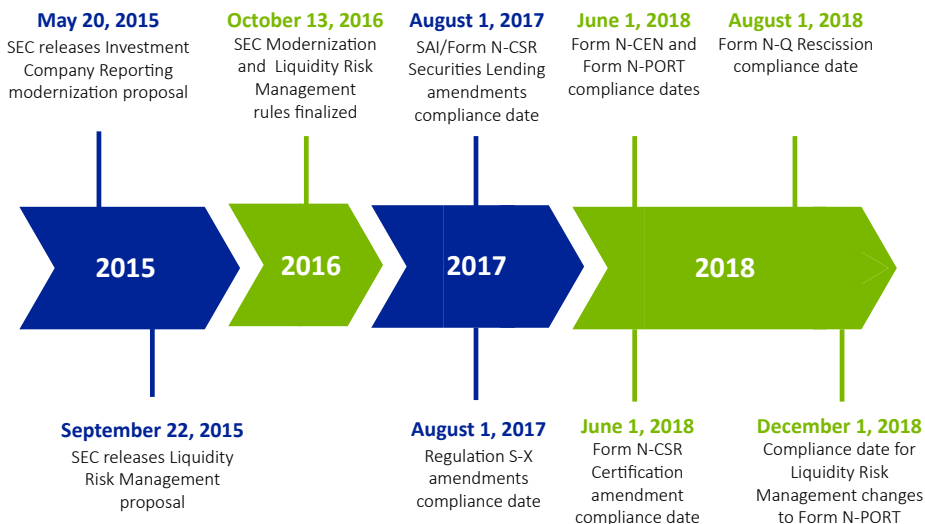 May 20, 2015
SEC releases Investment
Company Reporting
modernization proposal
October 13, 2016
SEC Modernization
and Liquidity Risk
Management
rules finalized
August 1, 2017
SAI/Form N-CSR
Securities Lending
amendments
compliance date
June 1, 2018
Form N-CEN and
Form N-PORT
compliance dates
August 1, 2018
Form N-Q Rescission
compliance date
2015
2016
2017
2018
September 22, 2015
SEC releases Liquidity
Risk Management
proposal
August 1, 2017
Regulation S-X
amendments
compliance date
June 1, 2018
Form N-CSR
Certification
amendment
compliance date
December 1, 2018
Compliance date for
Liquidity Risk
Management changes
to Form N-PORT